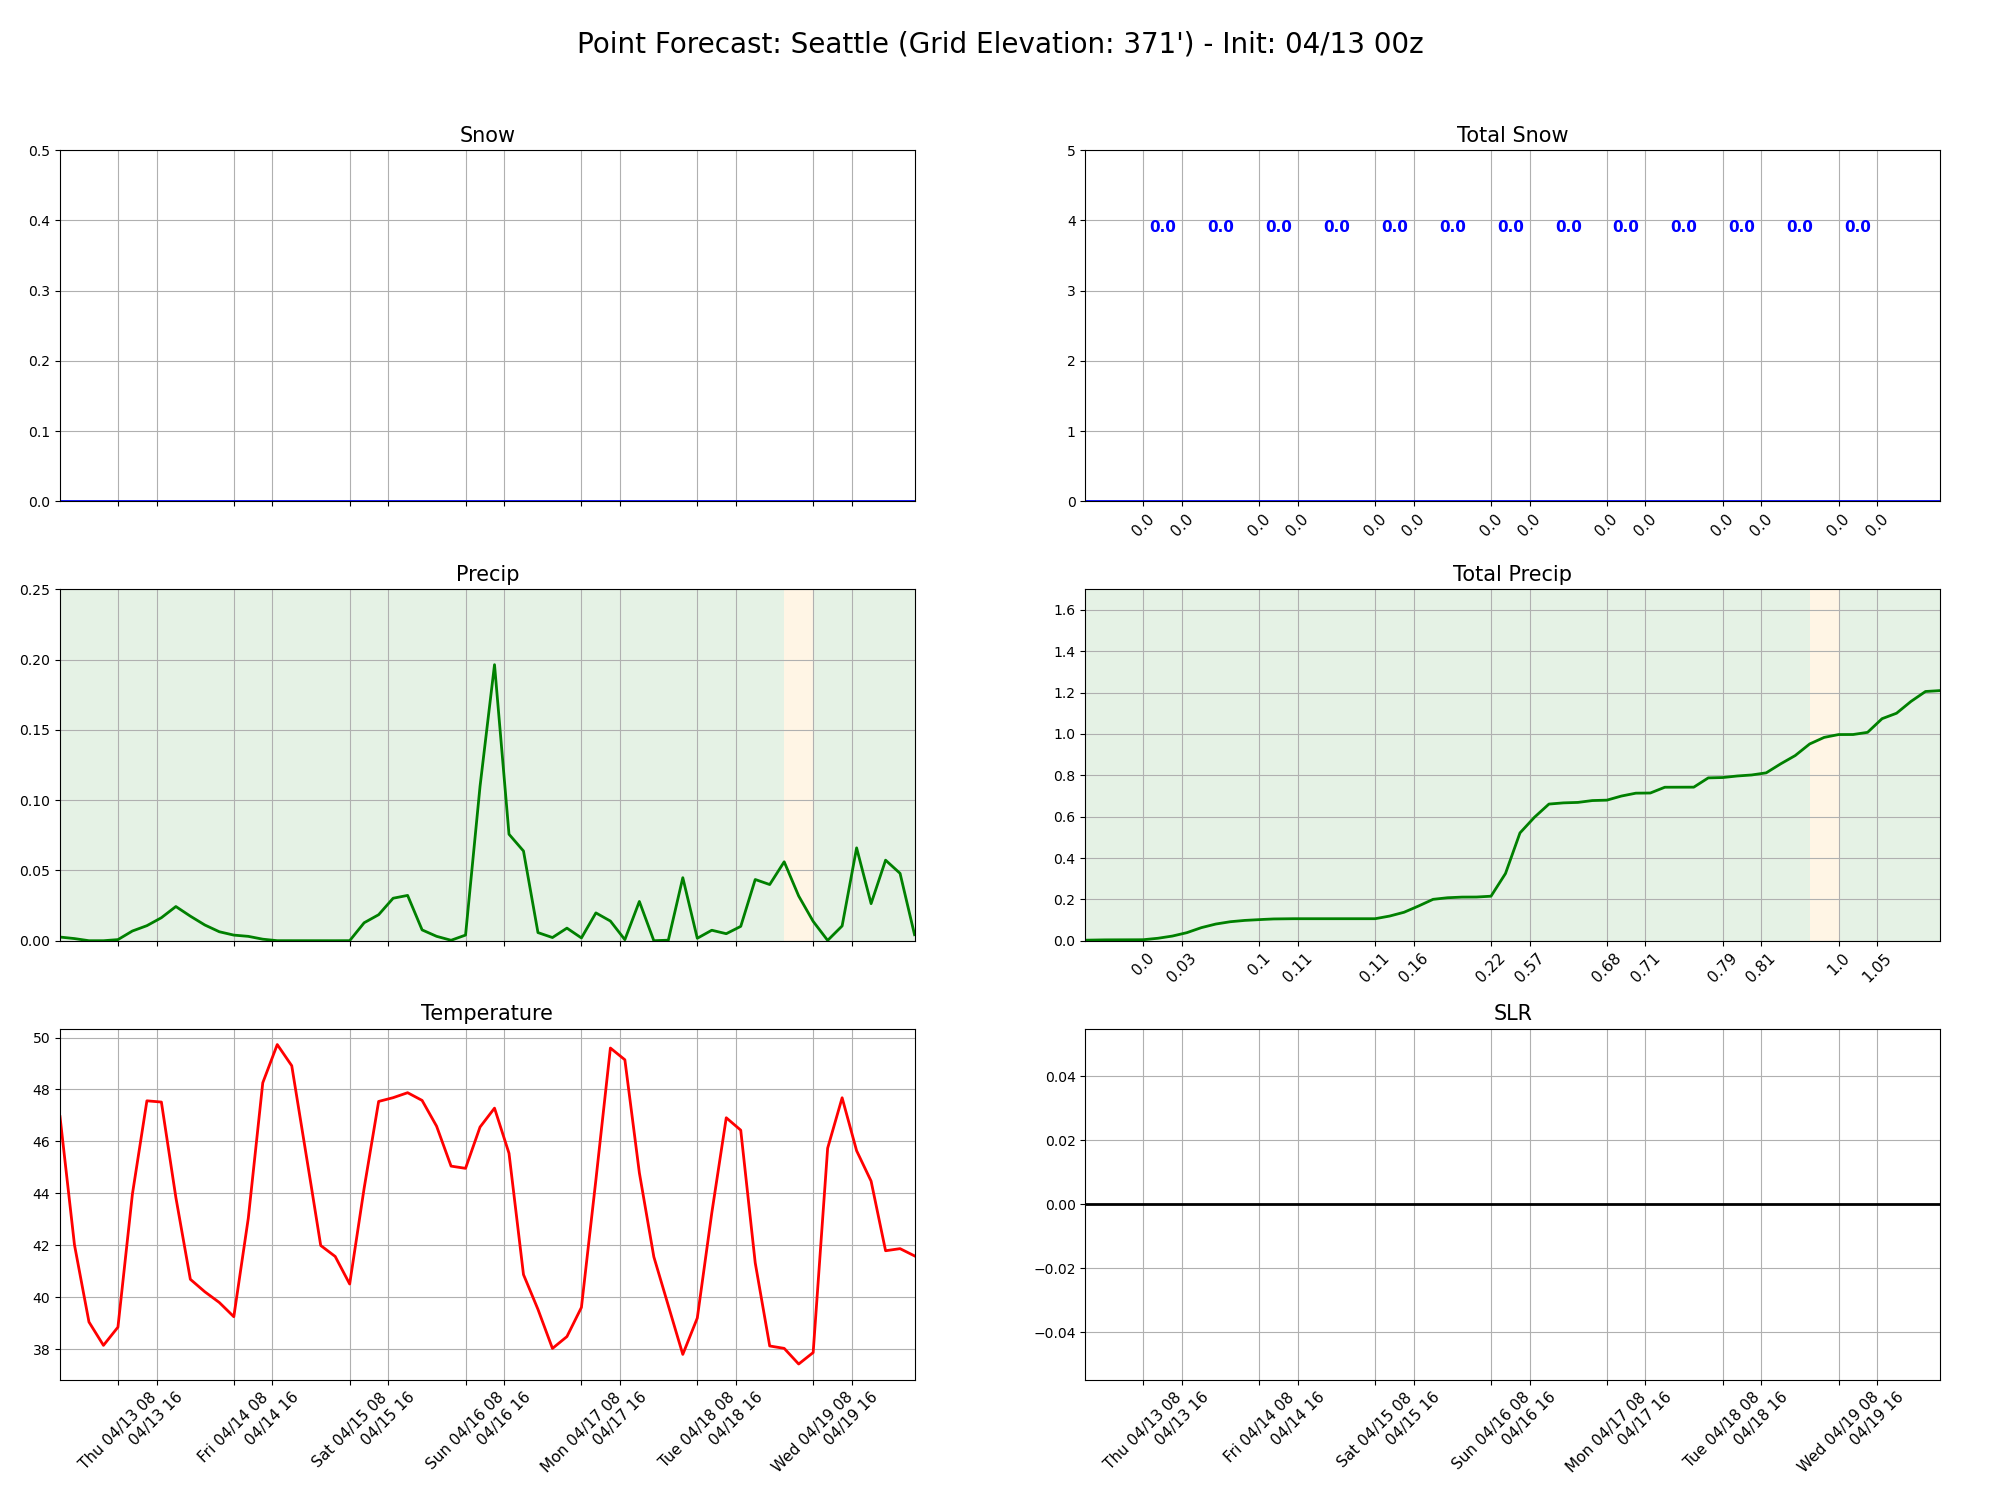 Point Forecast: Seattle (Grid Elevation: 371') - Init: 04/13 00z
Snow
0.5
0.4
0.3
0.2
0.1
0.0
Total Snow
5
4
3
2
1
0
0.0 0.0 0.0 0.0 0.0 0.0 0.0 0.0 0.0 0.0 0.0 0.0 0.0
0.0 0.0 0.0 0.0 0.0 0.0 0.0 0.0 0.0 0.0 0.0 0.0 0.0 0.0
Precip
0.25
0.20
0.15
0.10
0.05
0.00
Total Precip
1.6
1.4
1.2
1.0
0.8
0.6
0.4
0.2
0.0
0.0 0.03 0.1 0.11 0.11 0.16 0.22 0.57 0.68 0.71 0.79 0.81 1.0 1.05
Temperature
50
48
46
44
42
40
38
Thu 04/13 08
04/13 16
Fri 04/14 08
04/14 16
Sat 04/15 08
04/15 16
Sun 04/16 08
04/16 16
Mon 04/17 08
04/17 16
Tue 04/18 08
04/18 16
Wed 04/19 08
04/19 16
SLR
0.04
0.02
0.00
−0.02
−0.04
Thu 04/13 08
04/13 16
Fri 04/14 08
04/14 16
Sat 04/15 08
04/15 16
Sun 04/16 08
04/16 16
Mon 04/17 08
04/17 16
Tue 04/18 08
04/18 16
Wed 04/19 08
04/19 16